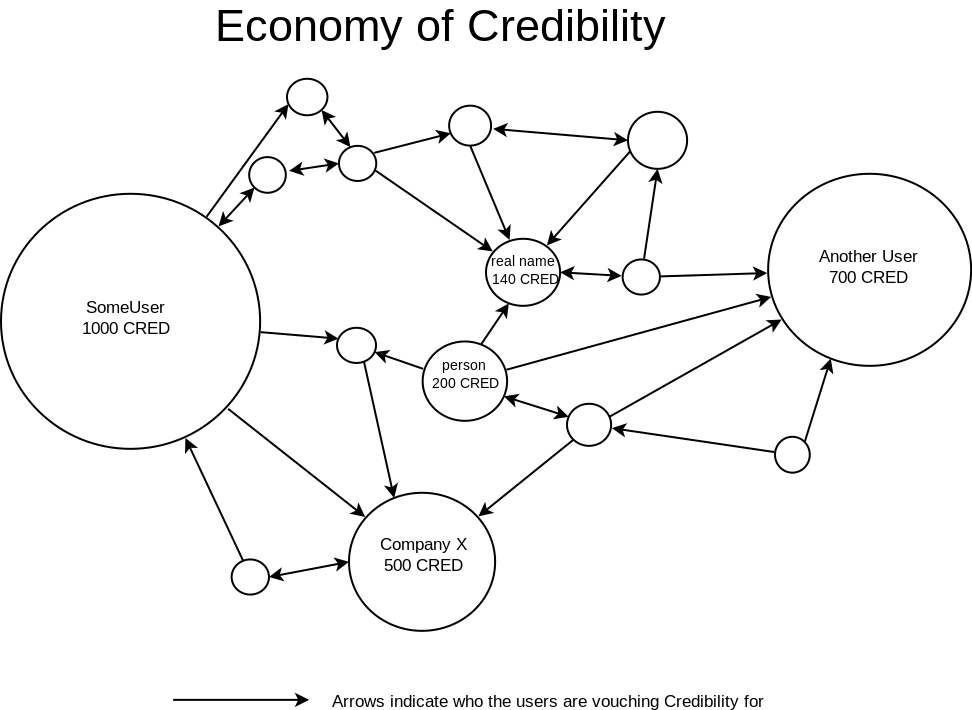 Economy of Credibility
real name
140 CRED
Another User
700 CRED
SomeUser
1000 CRED
person
200 CRED
Company X
500 CRED
Arrows indicate who the users are vouching Credibility for